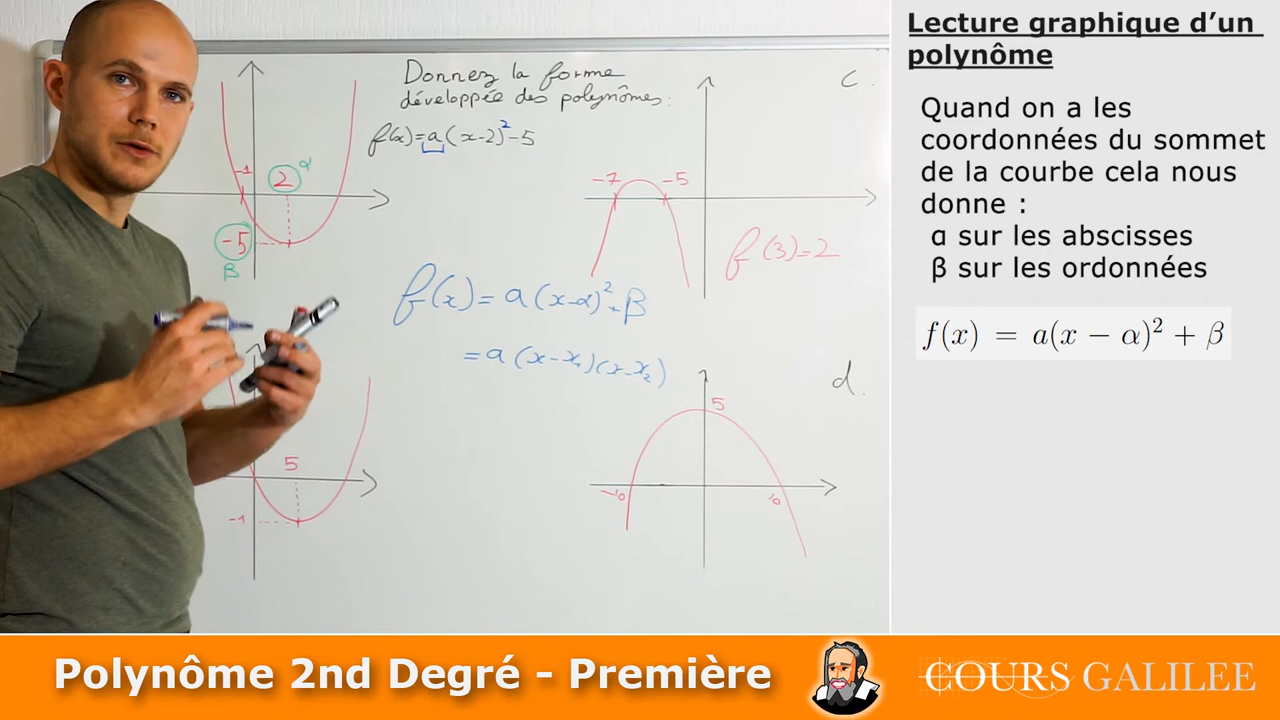 Donnez la forme
développée des polynômes :
f(x)=a(x-2)²-5
-1
2
α
-5
β
f(x)=a(x-α)²+β
=a(x-x₁)(x-x₂)
5
-1
c.
-7
-5
f(3)=2
d.
5
-10
10
Lecture graphique d’un
polynôme
Quand on a les
coordonnées du sommet
de la courbe cela nous
donne :
α sur les abscisses
β sur les ordonnées
f(x) = a(x − α)² + β
Polynôme 2nd Degré - Première
COURS GALILEE